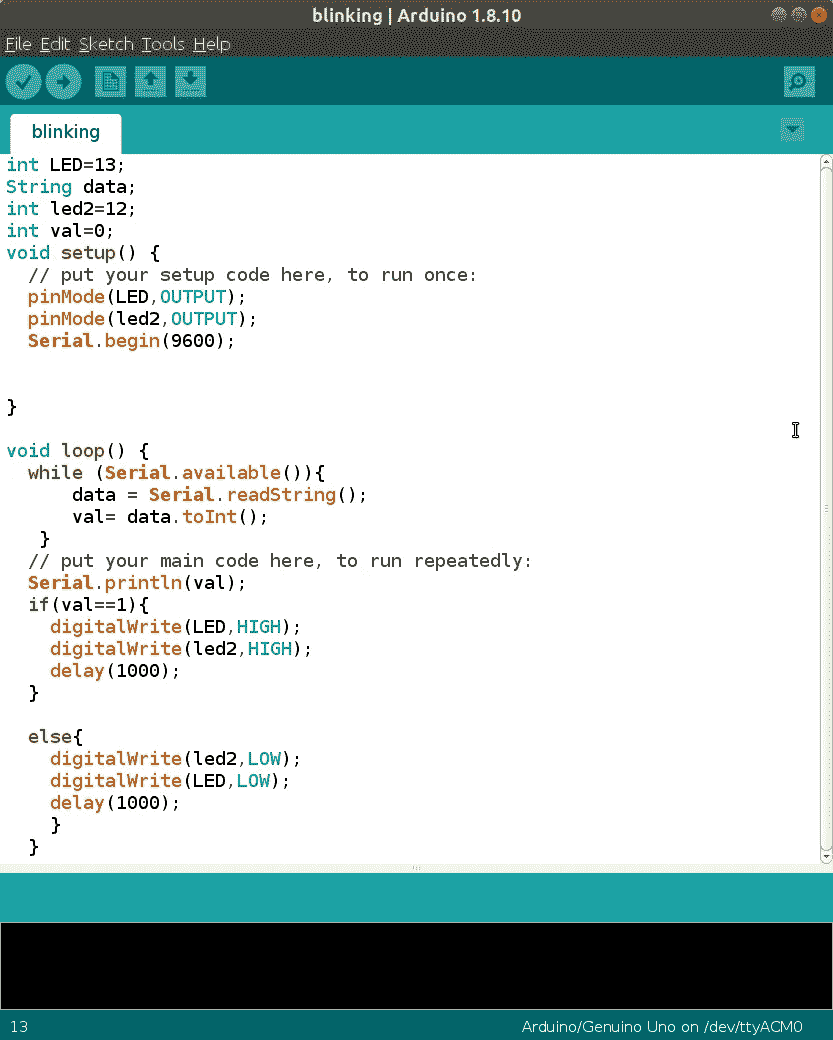 blinking | Arduino 1.8.10
File Edit Sketch Tools Help
blinking
int LED=13;
String data;
int led2=12;
int val=0;
void setup() {
  // put your setup code here, to run once:
  pinMode(LED,OUTPUT);
  pinMode(led2,OUTPUT);
  Serial.begin(9600);
}
void loop() {
  while (Serial.available()){
      data = Serial.readString();
      val= data.toInt();
   }
  // put your main code here, to run repeatedly:
  Serial.println(val);
  if(val==1){
    digitalWrite(LED,HIGH);
    digitalWrite(led2,HIGH);
    delay(1000);
  }
  else{
    digitalWrite(led2,LOW);
    digitalWrite(LED,LOW);
    delay(1000);
    }
  }
13 Arduino/Genuino Uno on /dev/ttyACM0